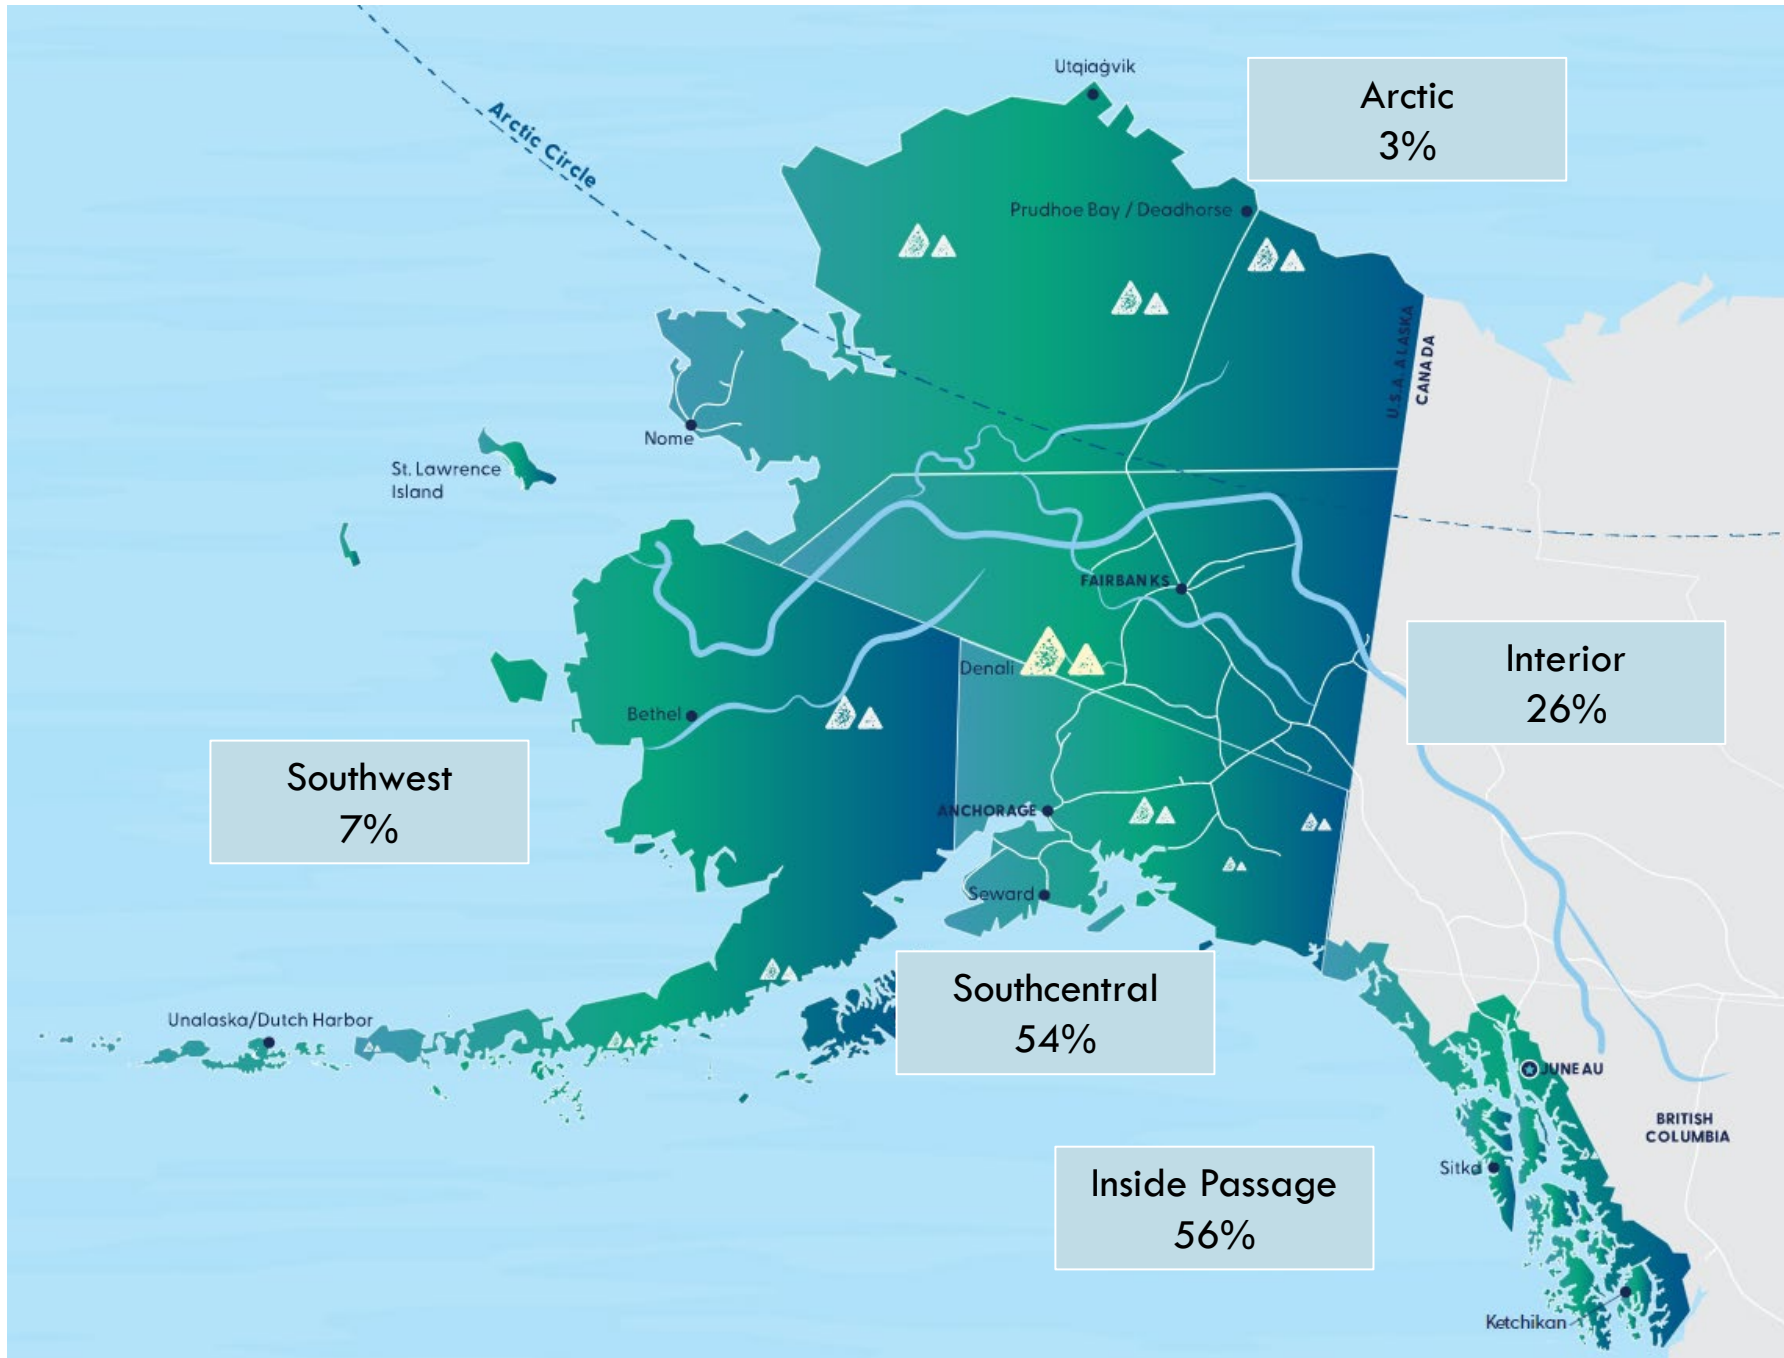 Utqiaġvik
Arctic
3%
Arctic Circle
Prudhoe Bay / Deadhorse
U.S.A. ALASKA
CANADA
Nome
St. Lawrence
Island
FAIRBANKS
Denali
Interior
26%
Bethel
Southwest
7%
ANCHORAGE
Seward
Southcentral
54%
Unalaska/Dutch Harbor
JUNEAU
BRITISH
COLUMBIA
Inside Passage
56%
Sitka
Ketchikan